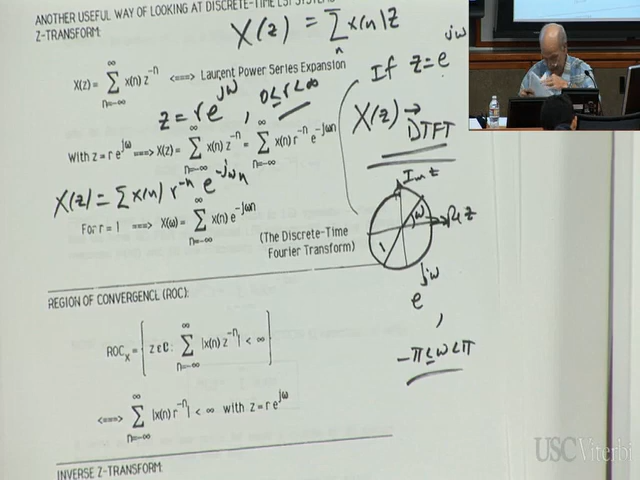 ANOTHER USEFUL WAY OF LOOKING AT DISCRETE-TIME LSI SYSTEMS
Z-TRANSFORM:
X(z) = Σ x(n) z
n
X(z) = Σ x(n) z^-n <===> Laurent Power Series Expansion
n=-∞ ∞
If z = e^jω
z = r e^jω, 0 ≤ r < ∞
X(z) → DTFT
With z = r e^jω ===> X(z) = Σ x(n) z^-n = Σ x(n) r^-n e^-jωn
n=-∞ ∞ n=-∞ ∞
X(z) = Σ x(n) r^-n e^-jωn
For r = 1 ===> X(ω) = Σ x(n) e^-jωn
n=-∞ ∞
(The Discrete-Time
Fourier Transform)
Im z
Re z
ω
1
e^jω,
-π ≤ ω < π
REGION OF CONVERGENCE (ROC):
ROC_x = { z ε C: Σ |x(n) z^-n| < ∞ }
n=-∞ ∞
<===> Σ |x(n) r^-n| < ∞ with z = r e^jω
n=-∞ ∞
INVERSE Z-TRANSFORM:
USC Viterbi